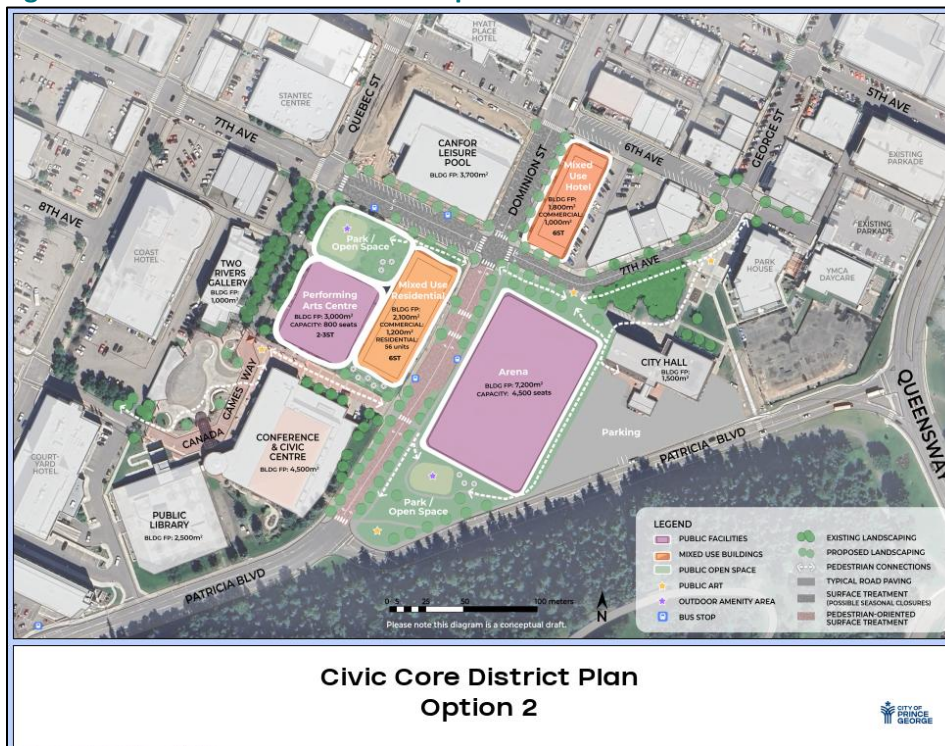 HYATT
PLACE
HOTEL
STANTEC
CENTRE
QUEBEC ST
7TH AVE
8TH AVE
5TH AVE
6TH AVE
GEORGE ST
EXISTING
PARKADE
DOMINION ST
CANFOR
LEISURE
POOL
BLDG FP: 3,700m²
Mixed
Use
Hotel
BLDG FP:
1,800m²
COMMERCIAL:
1,000m²
6ST
EXISTING
PARKADE
COAST
HOTEL
TWO
RIVERS
GALLERY
BLDG FP:
1,000m²
Park /
Open Space
7TH AVE
PARK
HOUSE
YMCA
DAYCARE
Performing
Arts Centre
BLDG FP: 3,000m²
CAPACITY: 800 seats
2-3ST
Mixed Use
Residential
BLDG FP:
2,100m²
COMMERCIAL:
1,200m²
RESIDENTIAL:
56 units
6ST
Arena
BLDG FP: 7,200m²
CAPACITY: 4,500 seats
CITY HALL
BLDG FP:
1,500m²
QUEENSWAY
CANADA GAMES WAY
CONFERENCE
& CIVIC
CENTRE
BLDG FP: 4,500m²
Parking
PATRICIA BLVD
COURT-
YARD
HOTEL
PUBLIC
LIBRARY
BLDG FP: 2,500m²
Park /
Open Space
PATRICIA BLVD
0 5 25 50 100 meters
Please note this diagram is a conceptual draft.
N
LEGEND
PUBLIC FACILITIES
MIXED USE BUILDINGS
PUBLIC OPEN SPACE
PUBLIC ART
OUTDOOR AMENITY AREA
BUS STOP
EXISTING LANDSCAPING
PROPOSED LANDSCAPING
PEDESTRIAN CONNECTIONS
TYPICAL ROAD PAVING
SURFACE TREATMENT
(POSSIBLE SEASONAL CLOSURES)
PEDESTRIAN-ORIENTED
SURFACE TREATMENT
Civic Core District Plan
Option 2
CITY OF
PRINCE
GEORGE